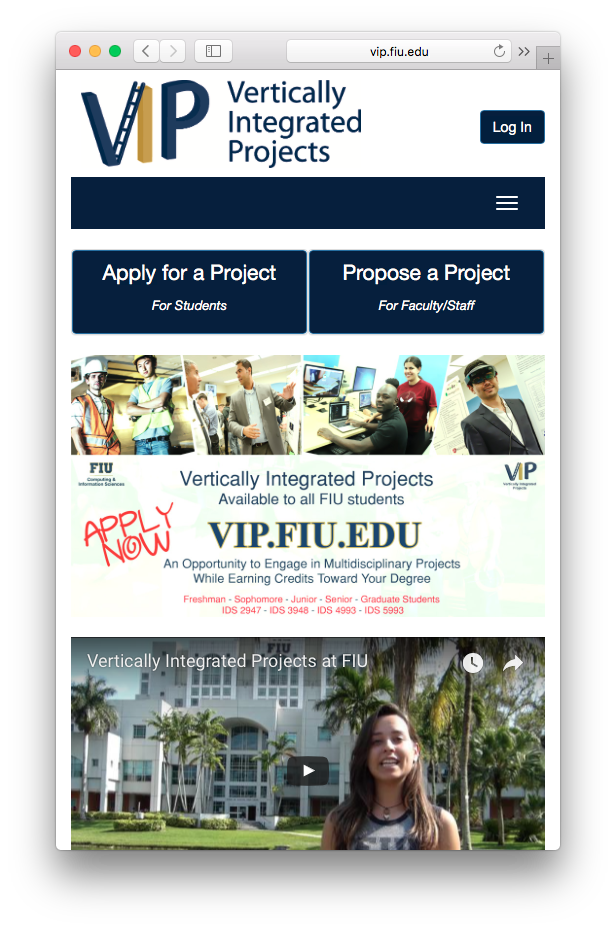 vip.fiu.edu
VIP
Vertically
Integrated
Projects
Log In
Apply for a Project
For Students
Propose a Project
For Faculty/Staff
FIU
Computing &
Information Sciences
Vertically Integrated Projects
Available to all FIU students
VIP
Vertically Integrated
Projects
APPLY
NOW
VIP.FIU.EDU
An Opportunity to Engage in Multidisciplinary Projects
While Earning Credits Toward Your Degree
Freshman - Sophomore - Junior - Senior - Graduate Students
IDS 2947 - IDS 3948 - IDS 4993 - IDS 5993
Vertically Integrated Projects at FIU
FIU